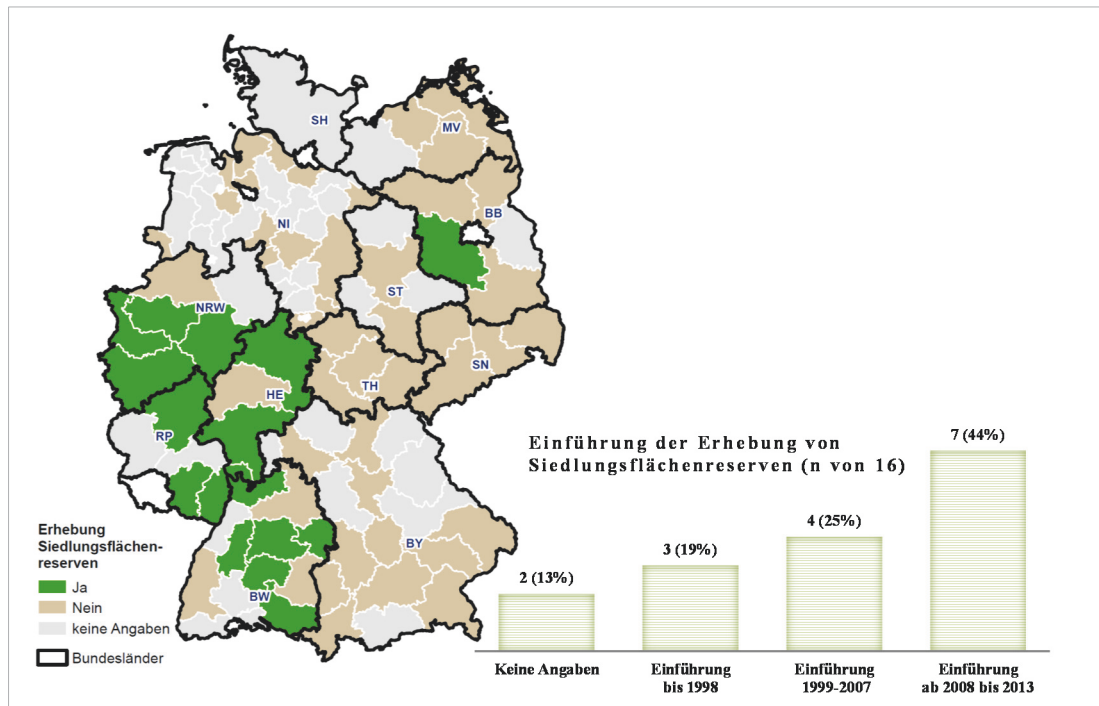 SH
MV
NI
BB
ST
NRW
SN
TH
HE
RP
BY
BW
Erhebung
Siedlungsflächen-
reserven
Ja
Nein
keine Angaben
Bundesländer
Einführung der Erhebung von
Siedlungsflächenreserven (n von 16)
2 (13%)
3 (19%)
4 (25%)
7 (44%)
Keine Angaben
Einführung
bis 1998
Einführung
1999-2007
Einführung
ab 2008 bis 2013